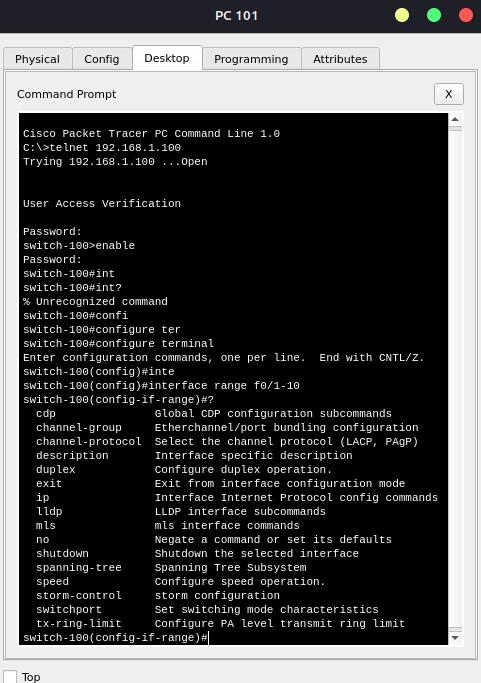 PC 101
Physical Config Desktop Programming Attributes
Command Prompt X
Cisco Packet Tracer PC Command Line 1.0
C:\>telnet 192.168.1.100
Trying 192.168.1.100 ...Open
User Access Verification
Password:
switch-100>enable
Password:
switch-100#int
switch-100#int?
% Unrecognized command
switch-100#confi
switch-100#configure ter
switch-100#configure terminal
Enter configuration commands, one per line.  End with CNTL/Z.
switch-100(config)#inte
switch-100(config)#interface range f0/1-10
switch-100(config-if-range)#?
  cdp               Global CDP configuration subcommands
  channel-group     Etherchannel/port bundling configuration
  channel-protocol  Select the channel protocol (LACP, PAgP)
  description       Interface specific description
  duplex            Configure duplex operation.
  exit              Exit from interface configuration mode
  ip                Interface Internet Protocol config commands
  lldp              LLDP interface subcommands
  mls               mls interface commands
  no                Negate a command or set its defaults
  shutdown          Shutdown the selected interface
  spanning-tree     Spanning Tree Subsystem
  speed             Configure speed operation.
  storm-control     storm configuration
  switchport        Set switching mode characteristics
  tx-ring-limit     Configure PA level transmit ring limit
switch-100(config-if-range)#
Top